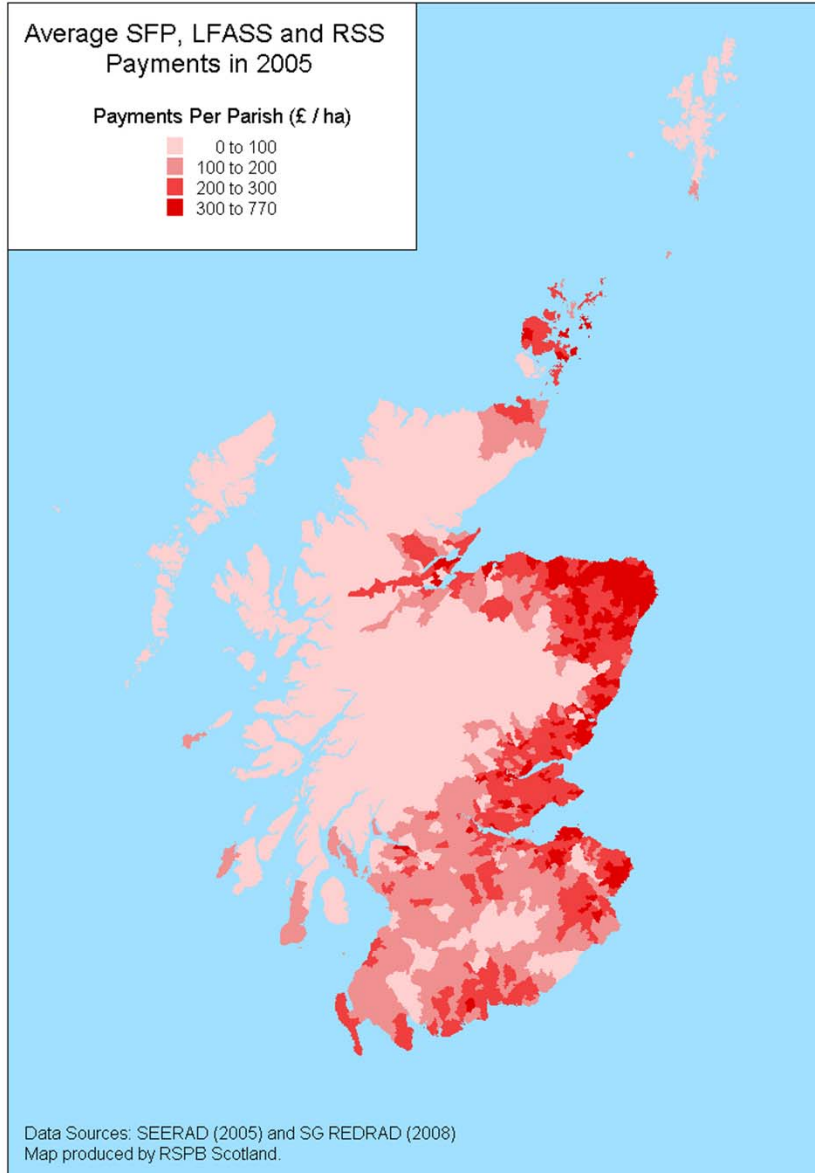 Average SFP, LFASS and RSS
Payments in 2005
Payments Per Parish (£ / ha)
0 to 100
100 to 200
200 to 300
300 to 770
Data Sources: SEERAD (2005) and SG REDRAD (2008)
Map produced by RSPB Scotland.